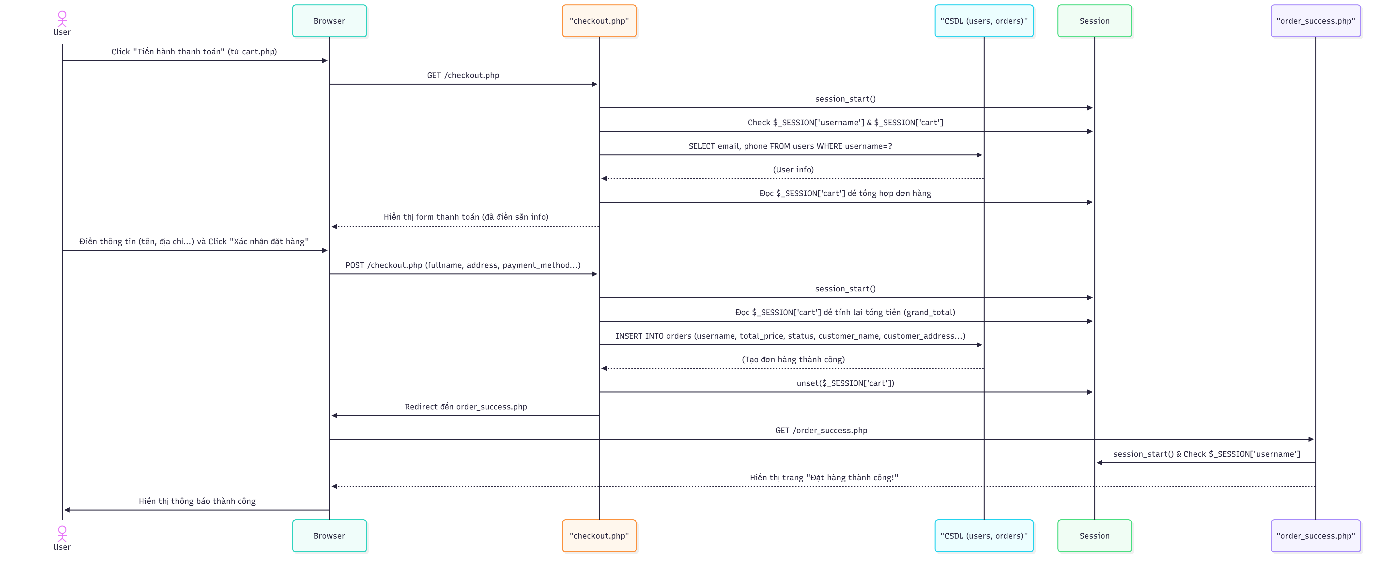 User
Browser
"checkout.php"
"CSDL (users, orders)"
Session
"order_success.php"
Click "Tiến hành thanh toán" (từ cart.php)
GET /checkout.php
session_start()
Check $_SESSION['username'] & $_SESSION['cart']
SELECT email, phone FROM users WHERE username=?
(User info)
Đọc $_SESSION['cart'] để tổng hợp đơn hàng
Hiển thị form thanh toán (đã điền sẵn info)
Điền thông tin (tên, địa chỉ...) và Click "Xác nhận đặt hàng"
POST /checkout.php (fullname, address, payment_method...)
session_start()
Đọc $_SESSION['cart'] để tính lại tổng tiền (grand_total)
INSERT INTO orders (username, total_price, status, customer_name, customer_address...)
(Tạo đơn hàng thành công)
unset($_SESSION['cart'])
Redirect đến order_success.php
GET /order_success.php
session_start() & Check $_SESSION['username']
Hiển thị trang "Đặt hàng thành công!"
Hiển thị thông báo thành công
User
Browser
"checkout.php"
"CSDL (users, orders)"
Session
"order_success.php"